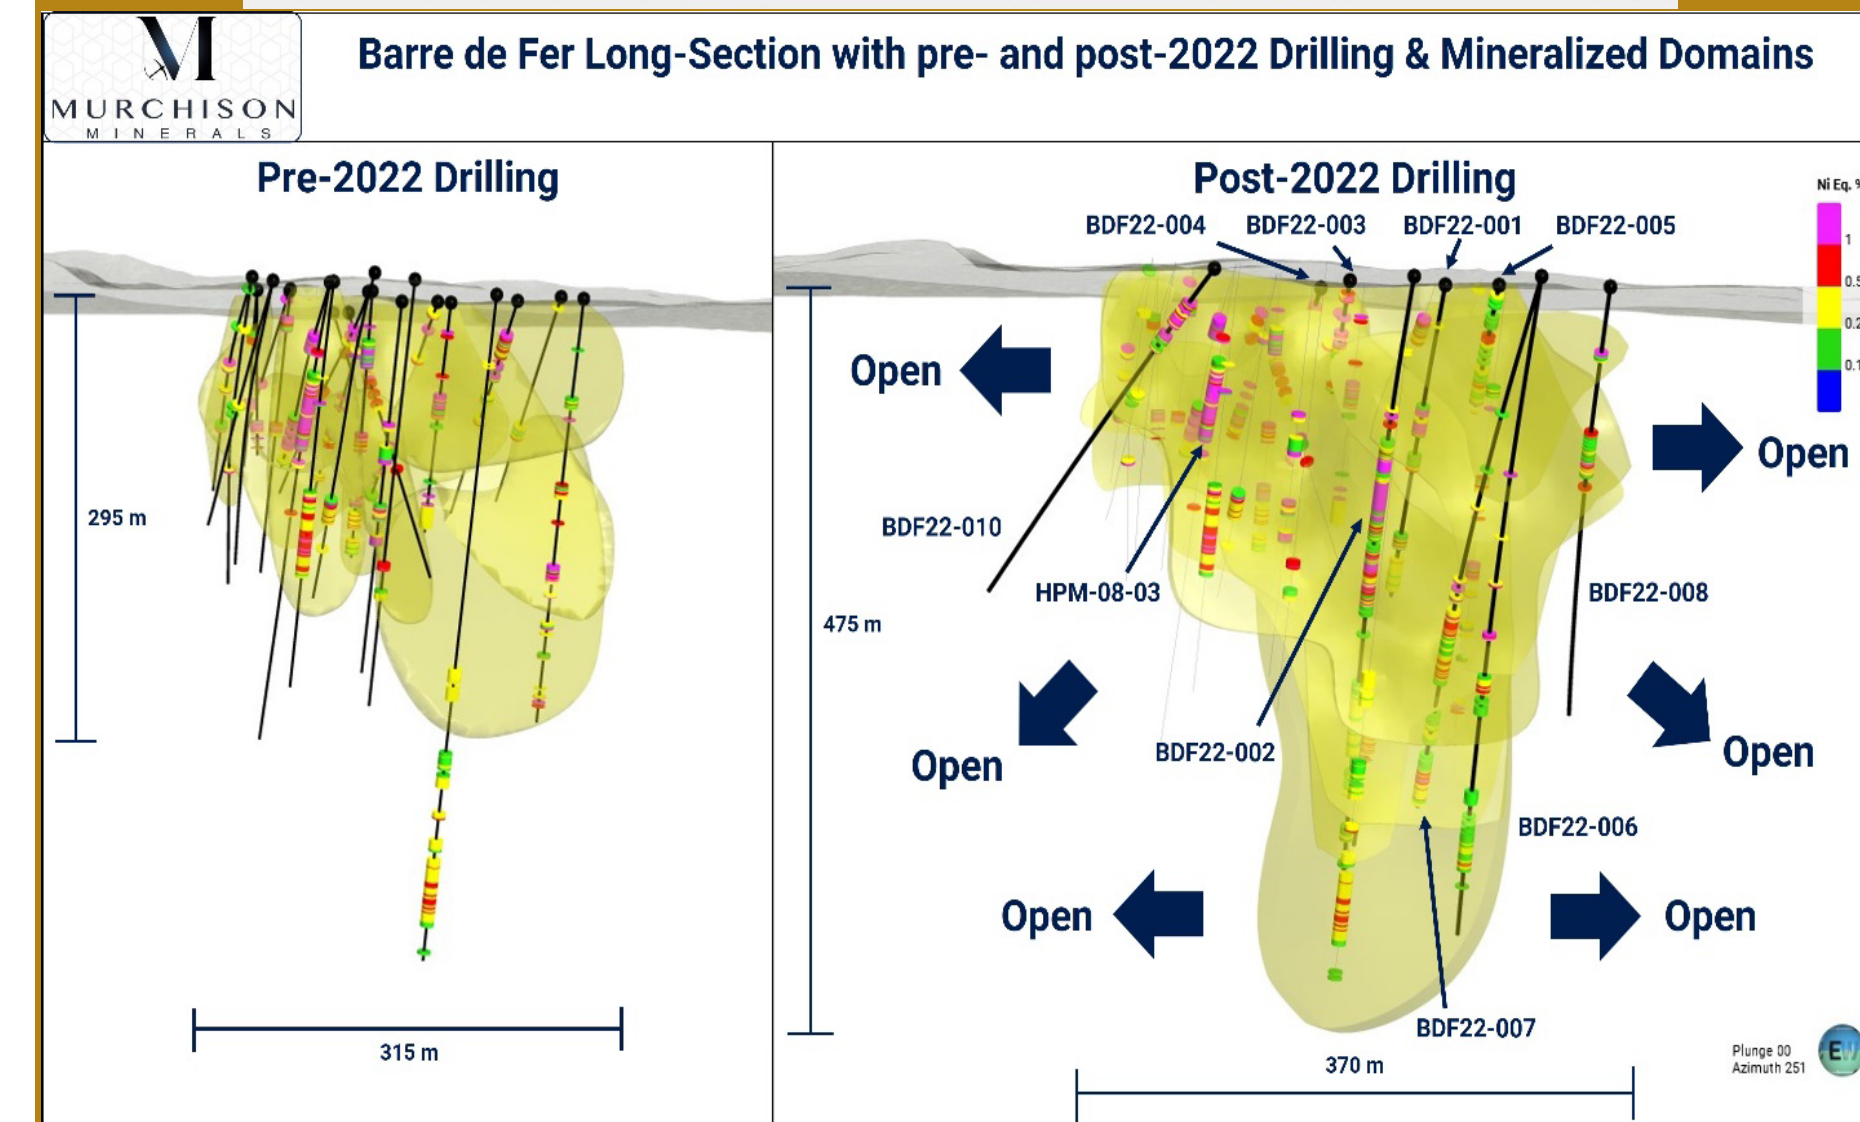 MURCHISON
MINERALS
Barre de Fer Long-Section with pre- and post-2022 Drilling & Mineralized Domains
Pre-2022 Drilling
295 m
315 m
Post-2022 Drilling
BDF22-004
BDF22-003
BDF22-001
BDF22-005
Ni Eq. %
1
0.5
0.2
0.1
Open
Open
475 m
BDF22-010
HPM-08-03
BDF22-008
BDF22-002
Open
Open
BDF22-006
Open
Open
BDF22-007
370 m
Plunge 00
Azimuth 251
EW